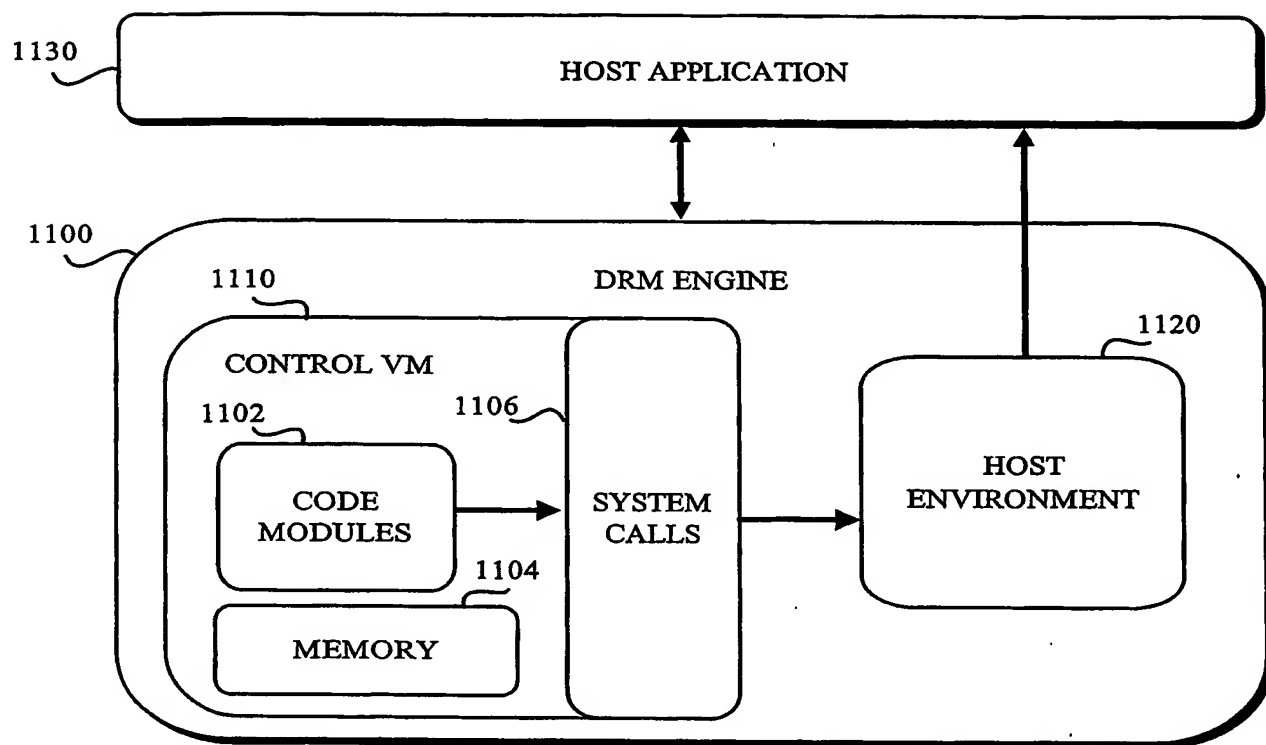 1130
HOST APPLICATION
1100
DRM ENGINE
1110
1120
CONTROL VM
1106
1102
CODE
MODULES
SYSTEM
CALLS
HOST
ENVIRONMENT
1104
MEMORY